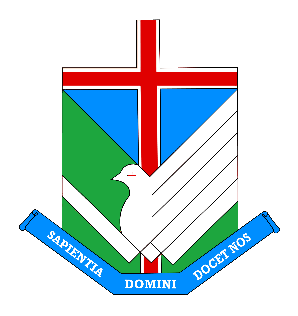 SAPIENTIA DOMINI DOCET NOS